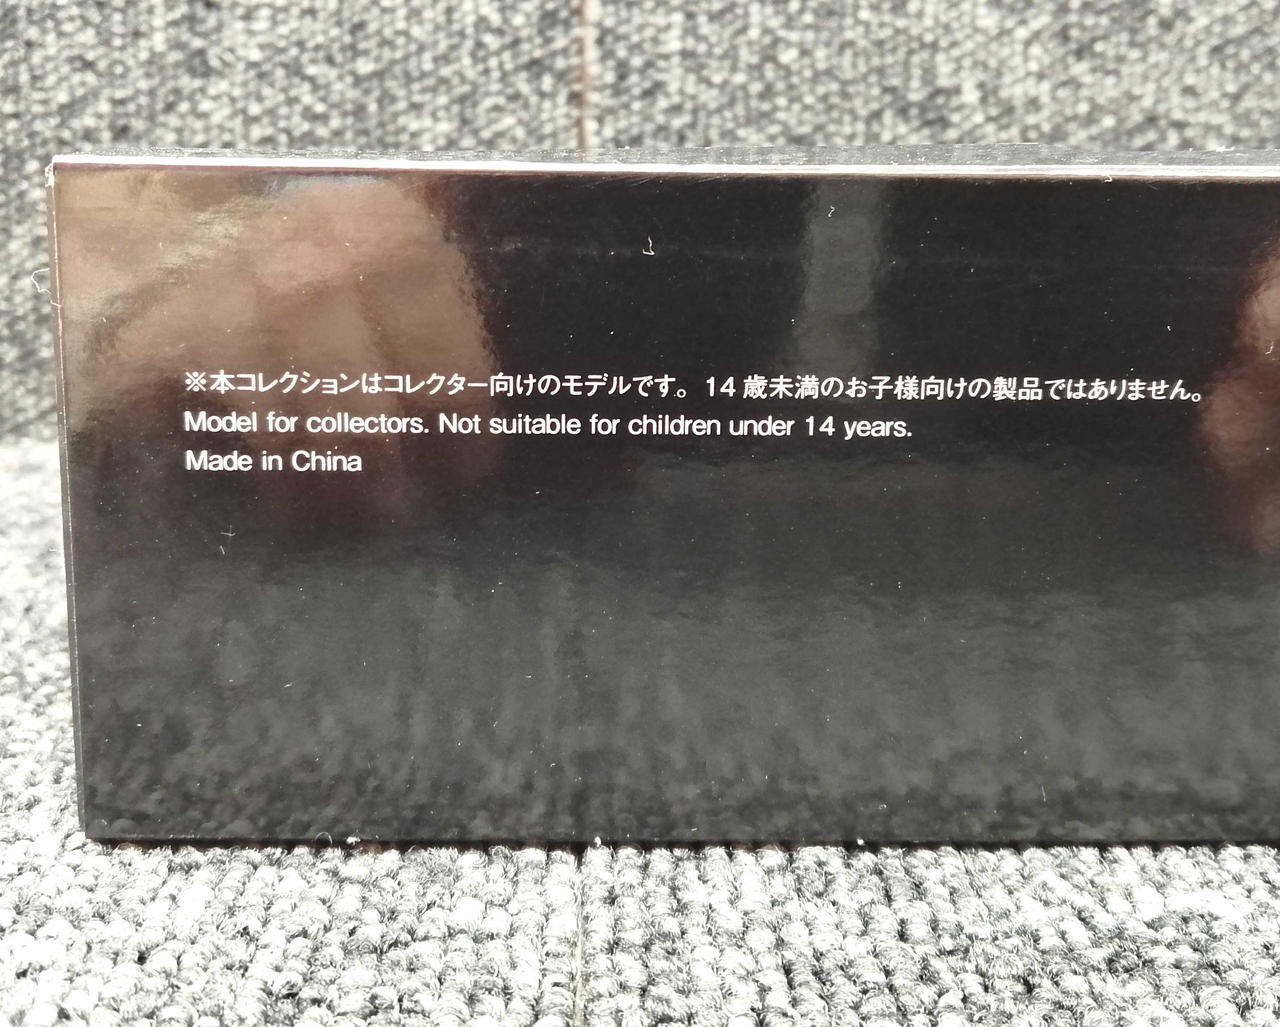 ※本コレクションはコレクター向けのモデルです。14歳未満のお子様向けの製品ではありません。
Model for collectors. Not suitable for children under 14 years.
Made in China